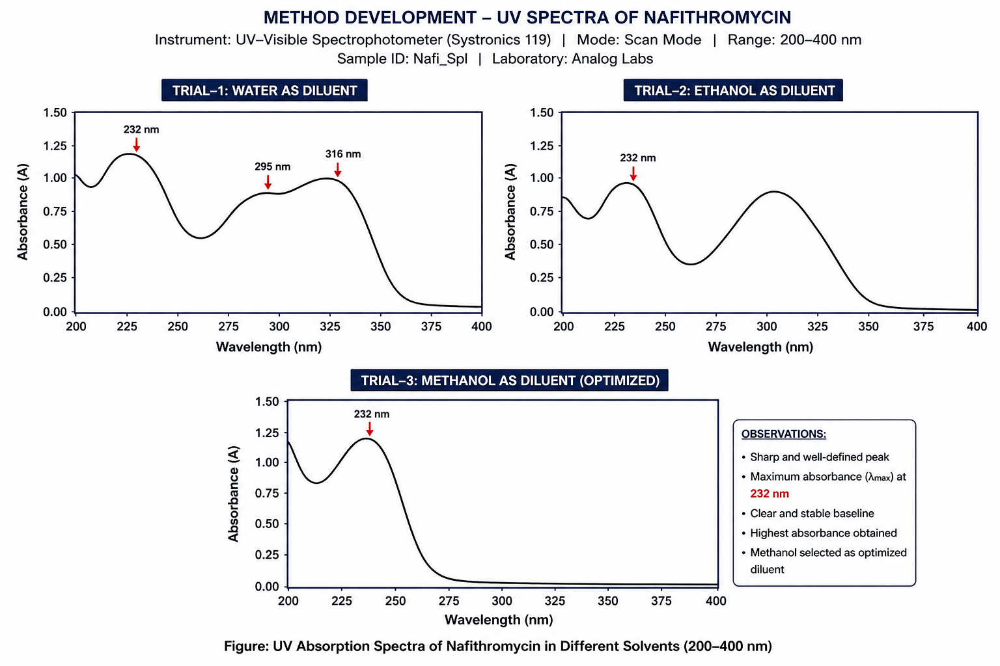 METHOD DEVELOPMENT – UV SPECTRA OF NAFITHROMYCIN
Instrument: UV–Visible Spectrophotometer (Systronics 119) | Mode: Scan Mode | Range: 200–400 nm
Sample ID: Nafi_Spl | Laboratory: Analog Labs
TRIAL–1: WATER AS DILUENT
Absorbance (A)
1.50
1.25
1.00
0.75
0.50
0.25
0.00
232 nm
295 nm
316 nm
200 225 250 275 300 325 350 375 400
Wavelength (nm)
TRIAL–2: ETHANOL AS DILUENT
Absorbance (A)
1.50
1.25
1.00
0.75
0.50
0.25
0.00
232 nm
200 225 250 275 300 325 350 375 400
Wavelength (nm)
TRIAL–3: METHANOL AS DILUENT (OPTIMIZED)
Absorbance (A)
1.50
1.25
1.00
0.75
0.50
0.25
0.00
232 nm
200 225 250 275 300 325 350 375 400
Wavelength (nm)
OBSERVATIONS:
• Sharp and well-defined peak
• Maximum absorbance (λmax) at
232 nm
• Clear and stable baseline
• Highest absorbance obtained
• Methanol selected as optimized
diluent
Figure: UV Absorption Spectra of Nafithromycin in Different Solvents (200–400 nm)